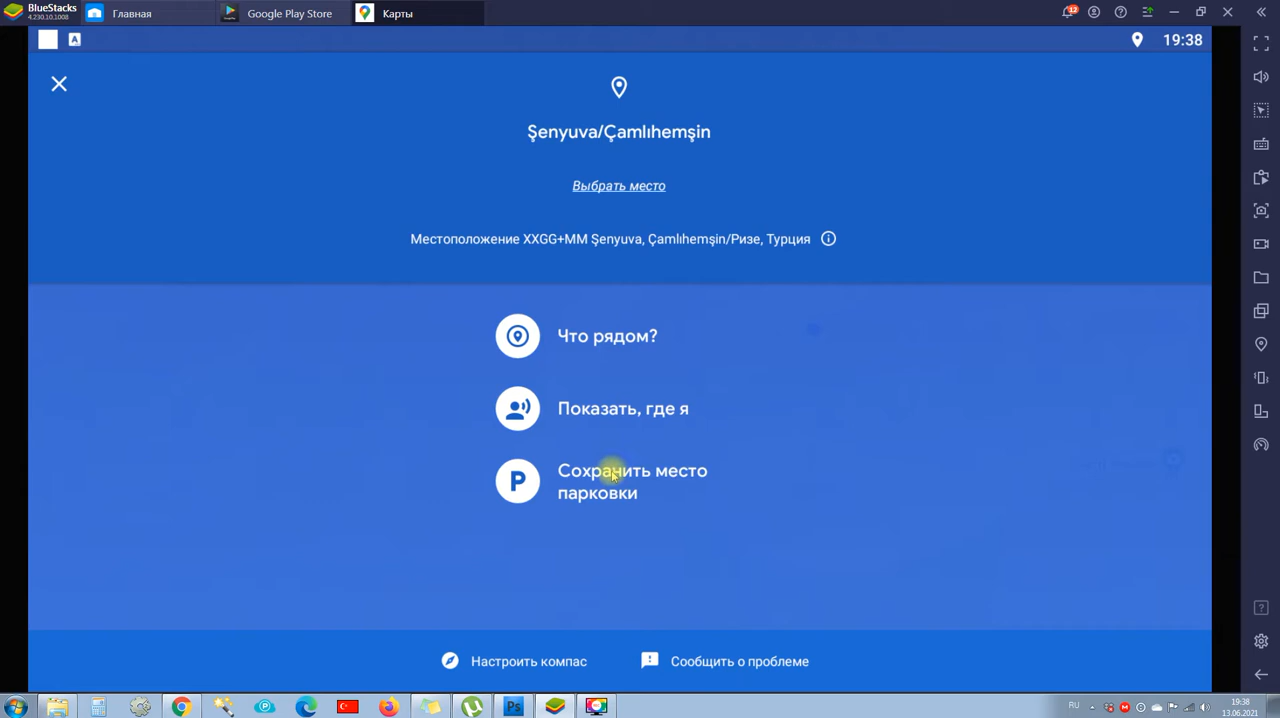 BlueStacks
4.230.10.1008
Главная
Google Play Store
Карты
12
A
19:38
Şenyuva/Çamlıhemşin
Выбрать место
Местоположение XXGG+MM Şenyuva, Çamlıhemşin/Ризе, Турция
Что рядом?
Показать, где я
P
Сохранить место
парковки
Настроить компас
Сообщить о проблеме
Ps
RU
19:38
13.06.2021